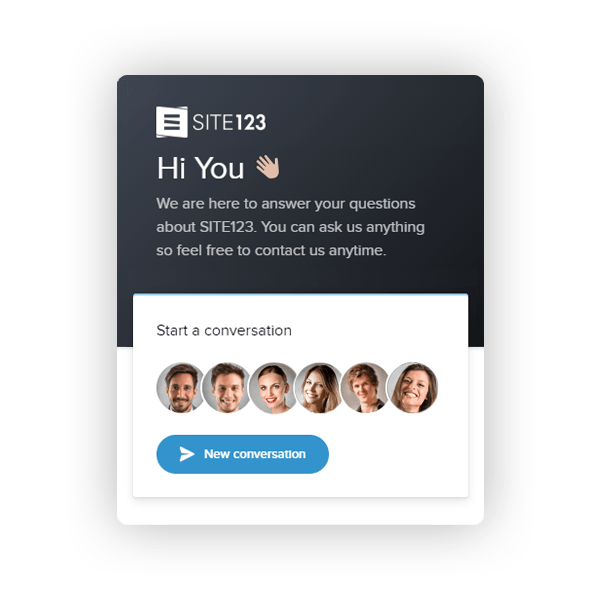 SITE123
Hi You 👋🏼
We are here to answer your questions
about SITE123. You can ask us anything
so feel free to contact us anytime.
Start a conversation
New conversation